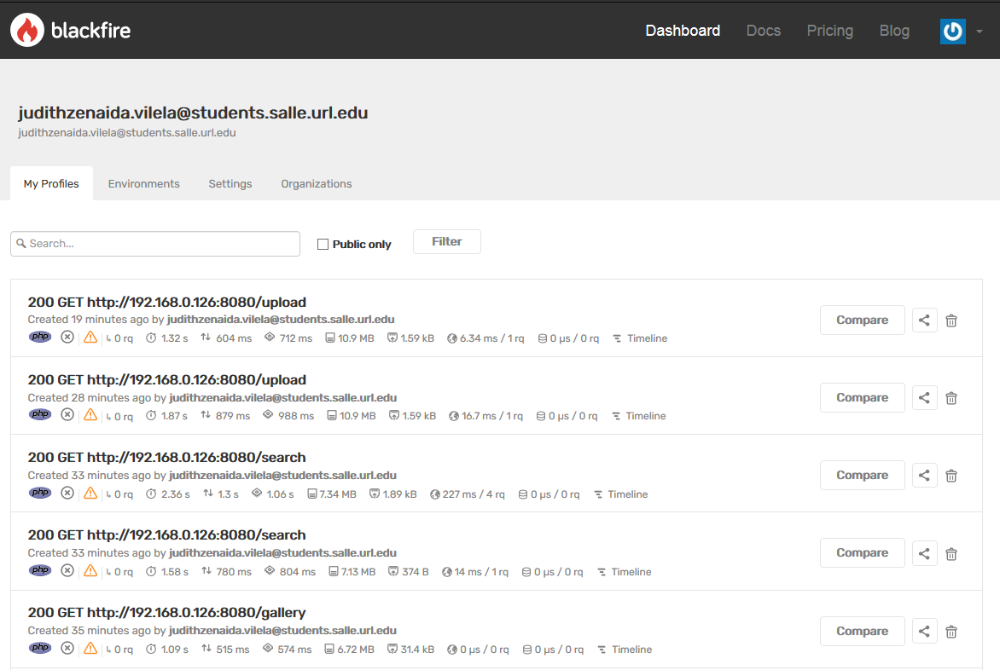 blackfire
Dashboard Docs Pricing Blog
judithzenaida.vilela@students.salle.url.edu
judithzenaida.vilela@students.salle.url.edu
My Profiles Environments Settings Organizations
Search... Public only Filter
200 GET http://192.168.0.126:8080/upload
Created 19 minutes ago by judithzenaida.vilela@students.salle.url.edu
Compare
php 0 rq 1.32 s 604 ms 712 ms 10.9 MB 1.59 kB 6.34 ms / 1 rq 0 µs / 0 rq Timeline
200 GET http://192.168.0.126:8080/upload
Created 28 minutes ago by judithzenaida.vilela@students.salle.url.edu
Compare
php 0 rq 1.87 s 879 ms 988 ms 10.9 MB 1.59 kB 16.7 ms / 1 rq 0 µs / 0 rq Timeline
200 GET http://192.168.0.126:8080/search
Created 33 minutes ago by judithzenaida.vilela@students.salle.url.edu
Compare
php 0 rq 2.36 s 1.3 s 1.06 s 7.34 MB 1.89 kB 227 ms / 4 rq 0 µs / 0 rq Timeline
200 GET http://192.168.0.126:8080/search
Created 33 minutes ago by judithzenaida.vilela@students.salle.url.edu
Compare
php 0 rq 1.58 s 780 ms 804 ms 7.13 MB 374 B 14 ms / 1 rq 0 µs / 0 rq Timeline
200 GET http://192.168.0.126:8080/gallery
Created 35 minutes ago by judithzenaida.vilela@students.salle.url.edu
Compare
php 0 rq 1.09 s 515 ms 574 ms 6.72 MB 31.4 kB 0 µs / 0 rq 0 µs / 0 rq Timeline